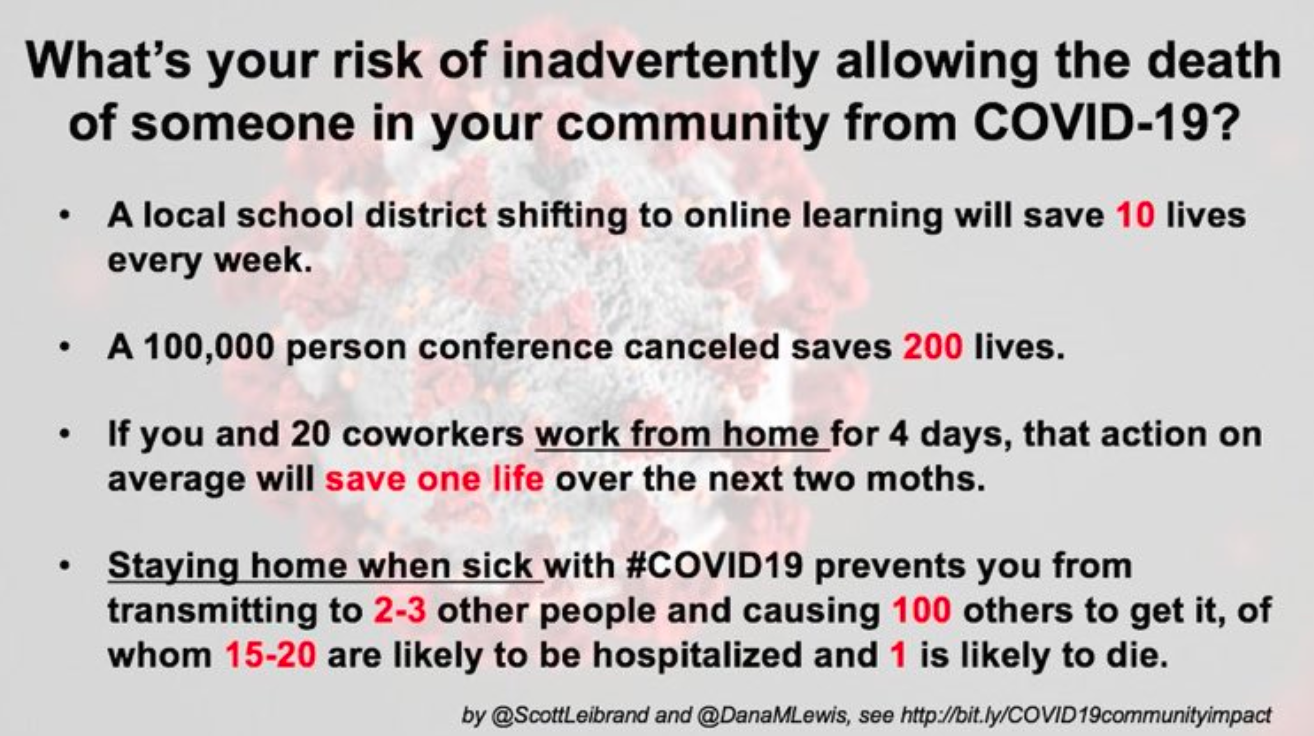 What's your risk of inadvertently allowing the death
of someone in your community from COVID-19?
• A local school district shifting to online learning will save 10 lives
every week.
• A 100,000 person conference canceled saves 200 lives.
• If you and 20 coworkers work from home for 4 days, that action on
average will save one life over the next two moths.
• Staying home when sick with #COVID19 prevents you from
transmitting to 2-3 other people and causing 100 others to get it, of
whom 15-20 are likely to be hospitalized and 1 is likely to die.
by @ScottLeibrand and @DanaMLewis, see http://bit.ly/COVID19communityimpact